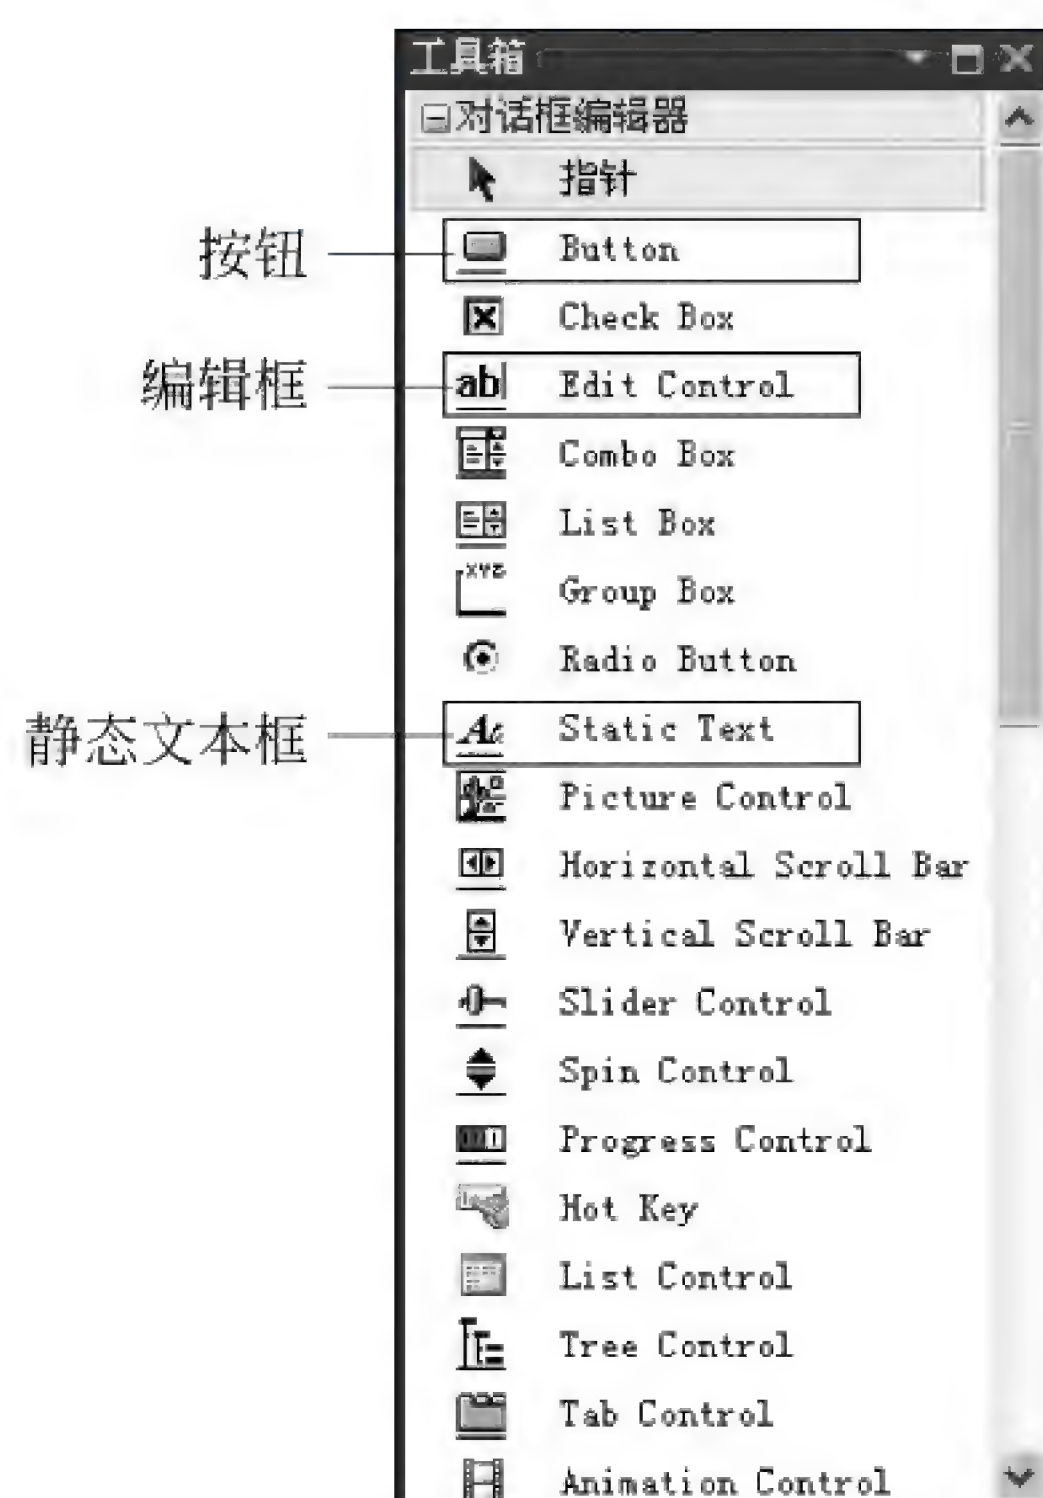 工具箱
对话框编辑器
指针
按钮 Button
Check Box
编辑框 ab Edit Control
Combo Box
List Box
XYZ Group Box
Radio Button
静态文本框 Static Text
Picture Control
Horizontal Scroll Bar
Vertical Scroll Bar
Slider Control
Spin Control
Progress Control
Hot Key
List Control
Tree Control
Tab Control
Animation Control